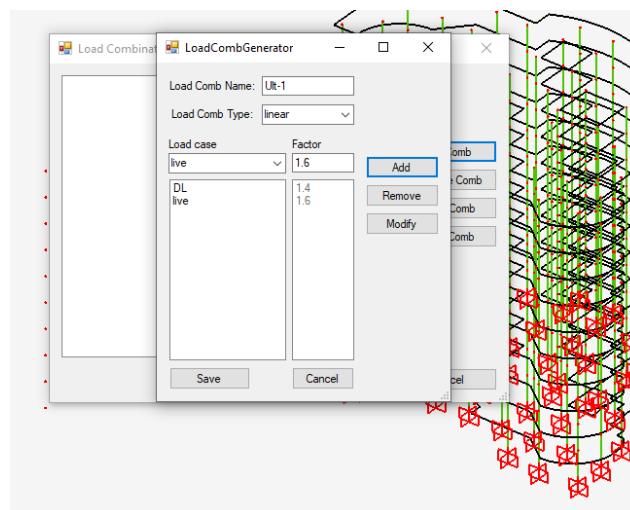 Load Combinat
LoadCombGenerator
Load Comb Name: Ult-1
Load Comb Type: linear
Load case Factor
live 1.6 Add
DL 1.4
live 1.6
Remove
Modify
Save Cancel
omb
e Comb
Comb
Comb
cel